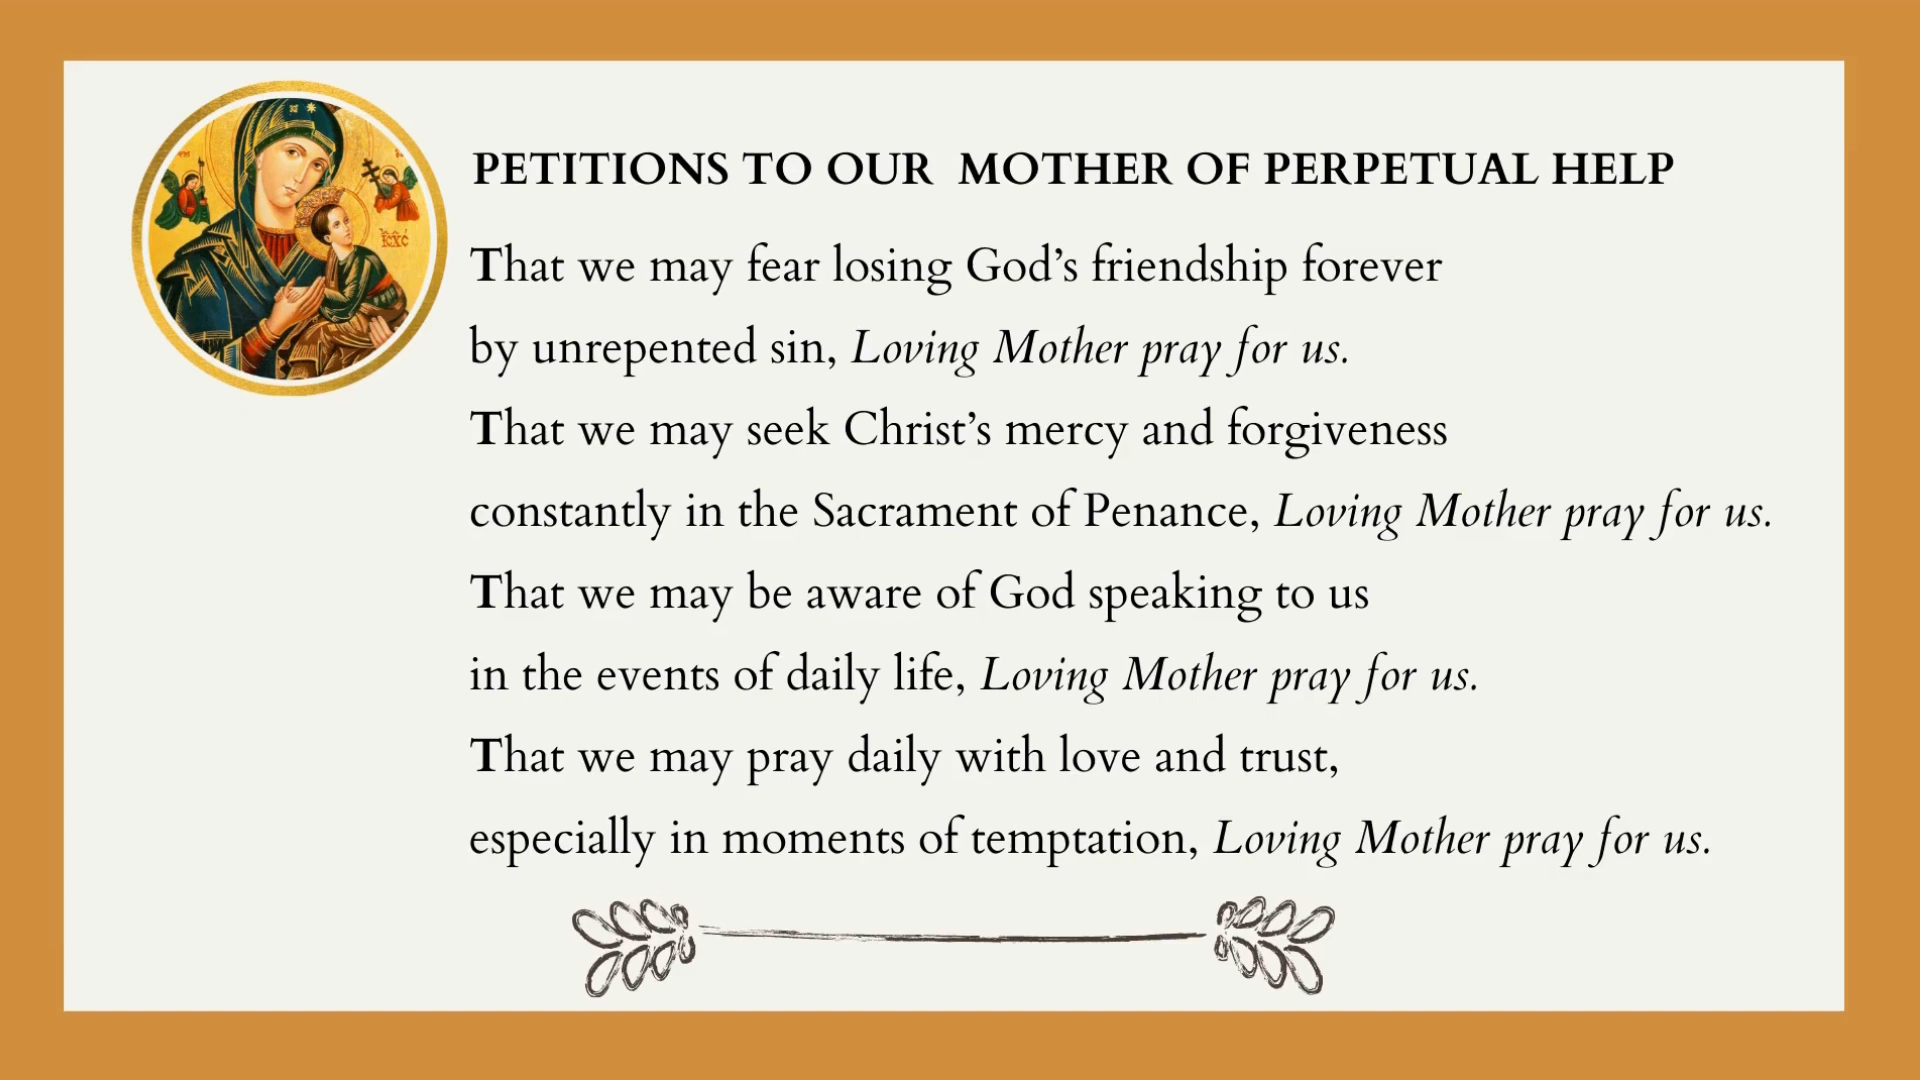 PETITIONS TO OUR MOTHER OF PERPETUAL HELP
That we may fear losing God’s friendship forever
by unrepented sin, Loving Mother pray for us.
That we may seek Christ’s mercy and forgiveness
constantly in the Sacrament of Penance, Loving Mother pray for us.
That we may be aware of God speaking to us
in the events of daily life, Loving Mother pray for us.
That we may pray daily with love and trust,
especially in moments of temptation, Loving Mother pray for us.